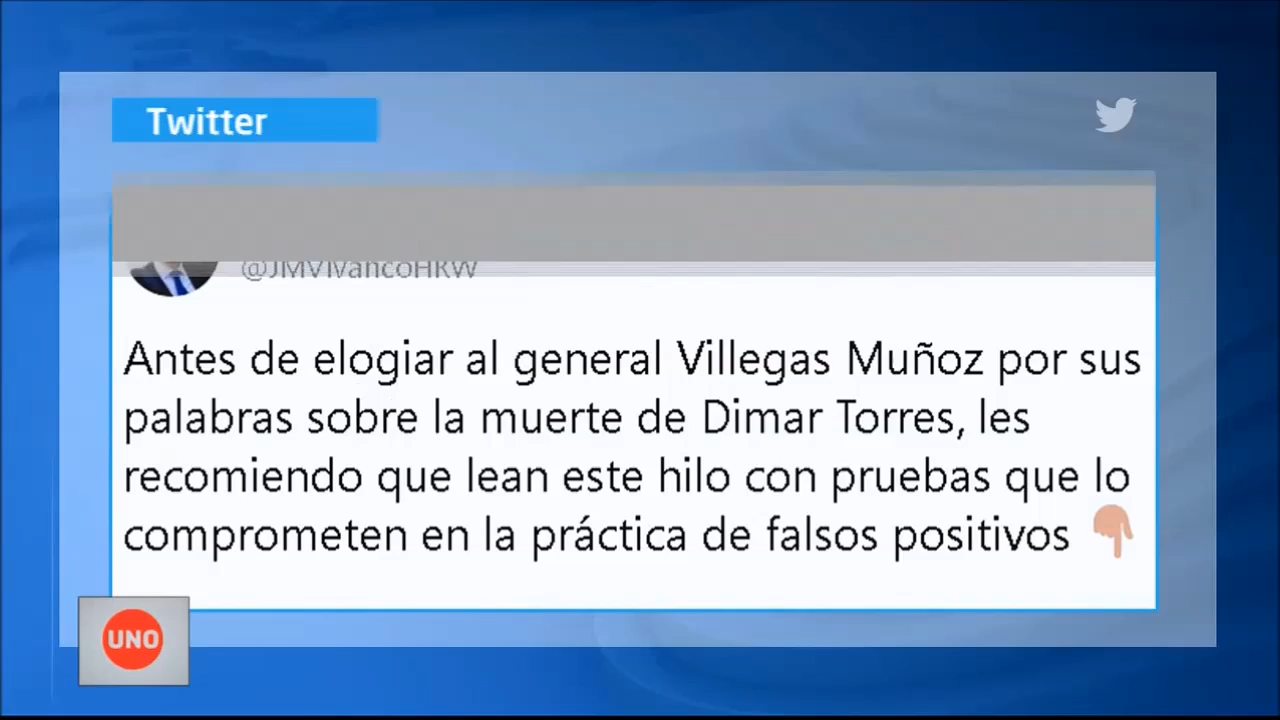 Twitter
@JMVivancoHRW
Antes de elogiar al general Villegas Muñoz por sus
palabras sobre la muerte de Dimar Torres, les
recomiendo que lean este hilo con pruebas que lo
comprometen en la práctica de falsos positivos
UNO